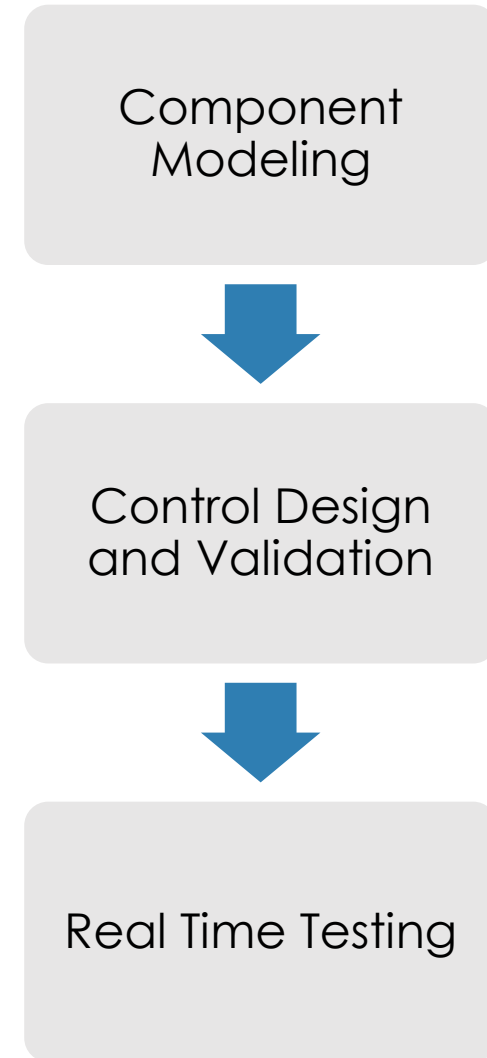 Component
Modeling
Control Design
and Validation
Real Time Testing